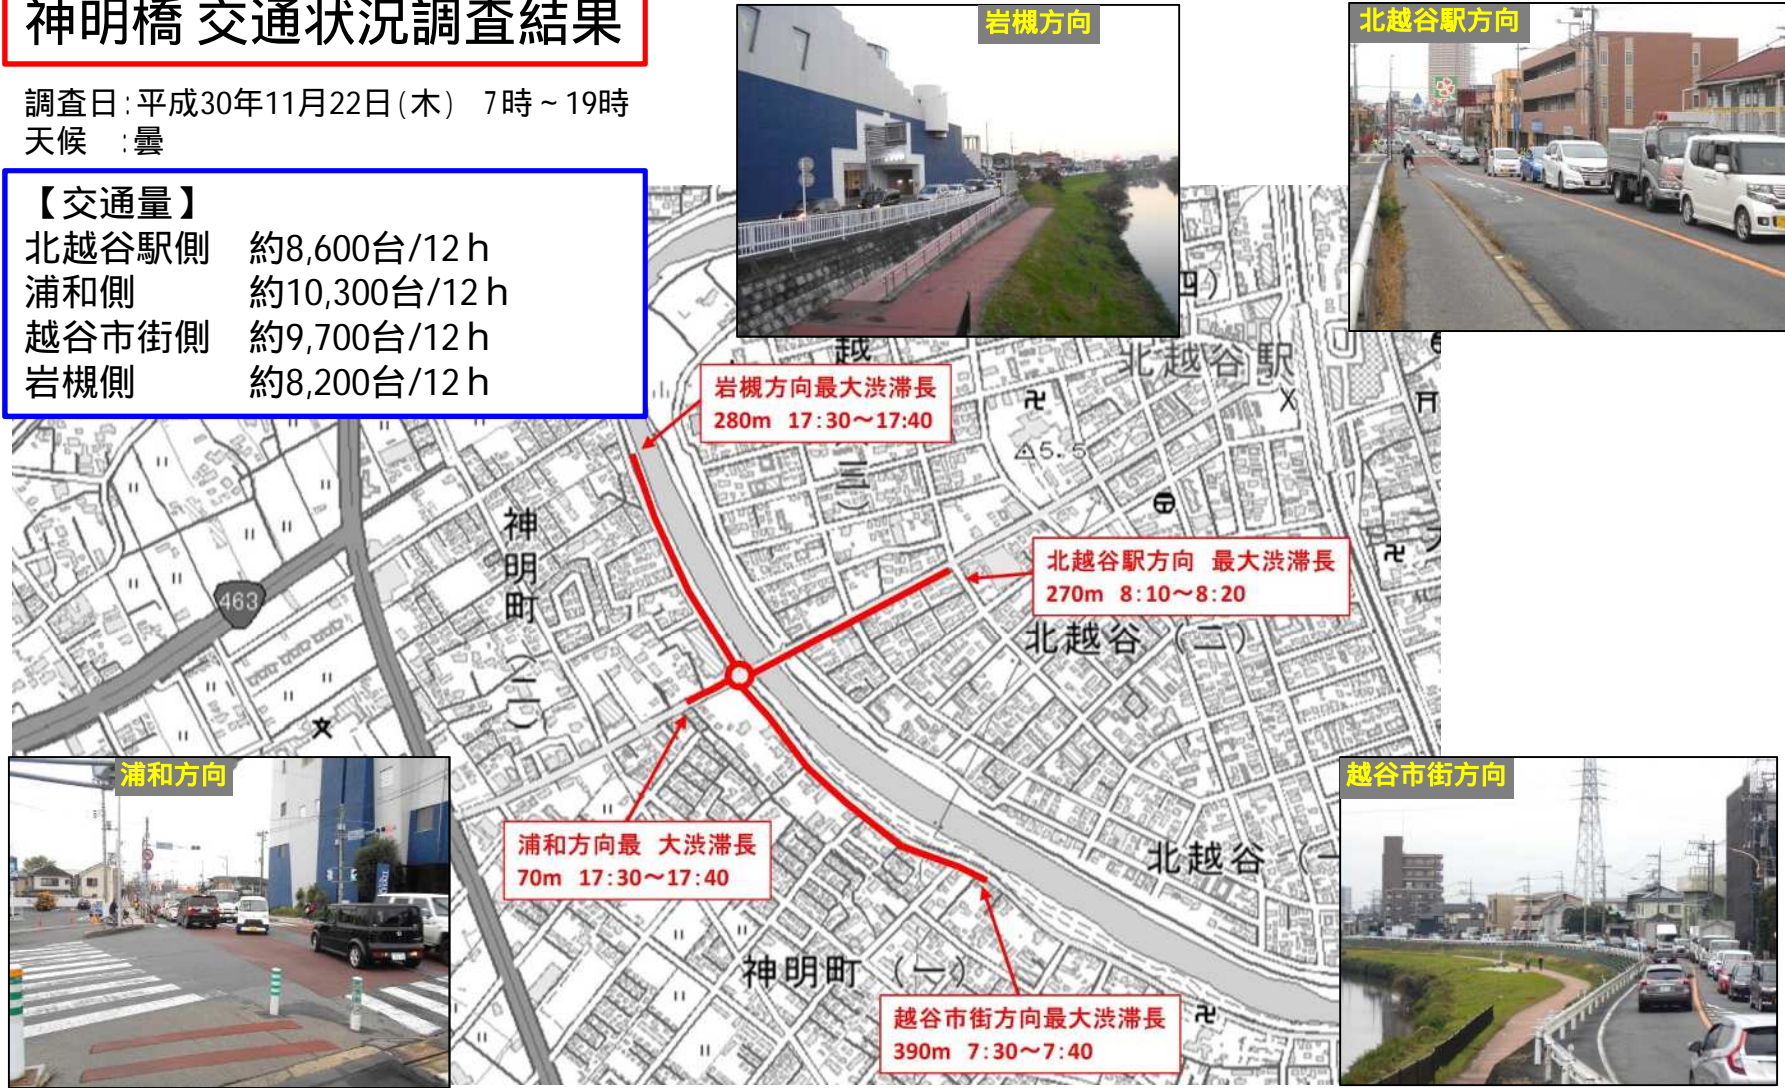 神明橋 交通状況調査結果
調査日:平成30年11月22日(木) 7時~19時
天候 :曇
【交通量】
北越谷駅側 約8,600台/12h
浦和側 約10,300台/12h
越谷市街側 約9,700台/12h
岩槻側 約8,200台/12h
岩槻方向
北越谷駅方向
四)
越
三)
北越谷駅
岩槻方向最大渋滞長
280m 17:30~17:40
5.5
463
神明町(二)
北越谷駅方向 最大渋滞長
270m 8:10~8:20
北越谷(二)
浦和方向
浦和方向最 大渋滞長
70m 17:30~17:40
越谷市街方向
北越谷(一
神明町(一)
越谷市街方向最大渋滞長
390m 7:30~7:40